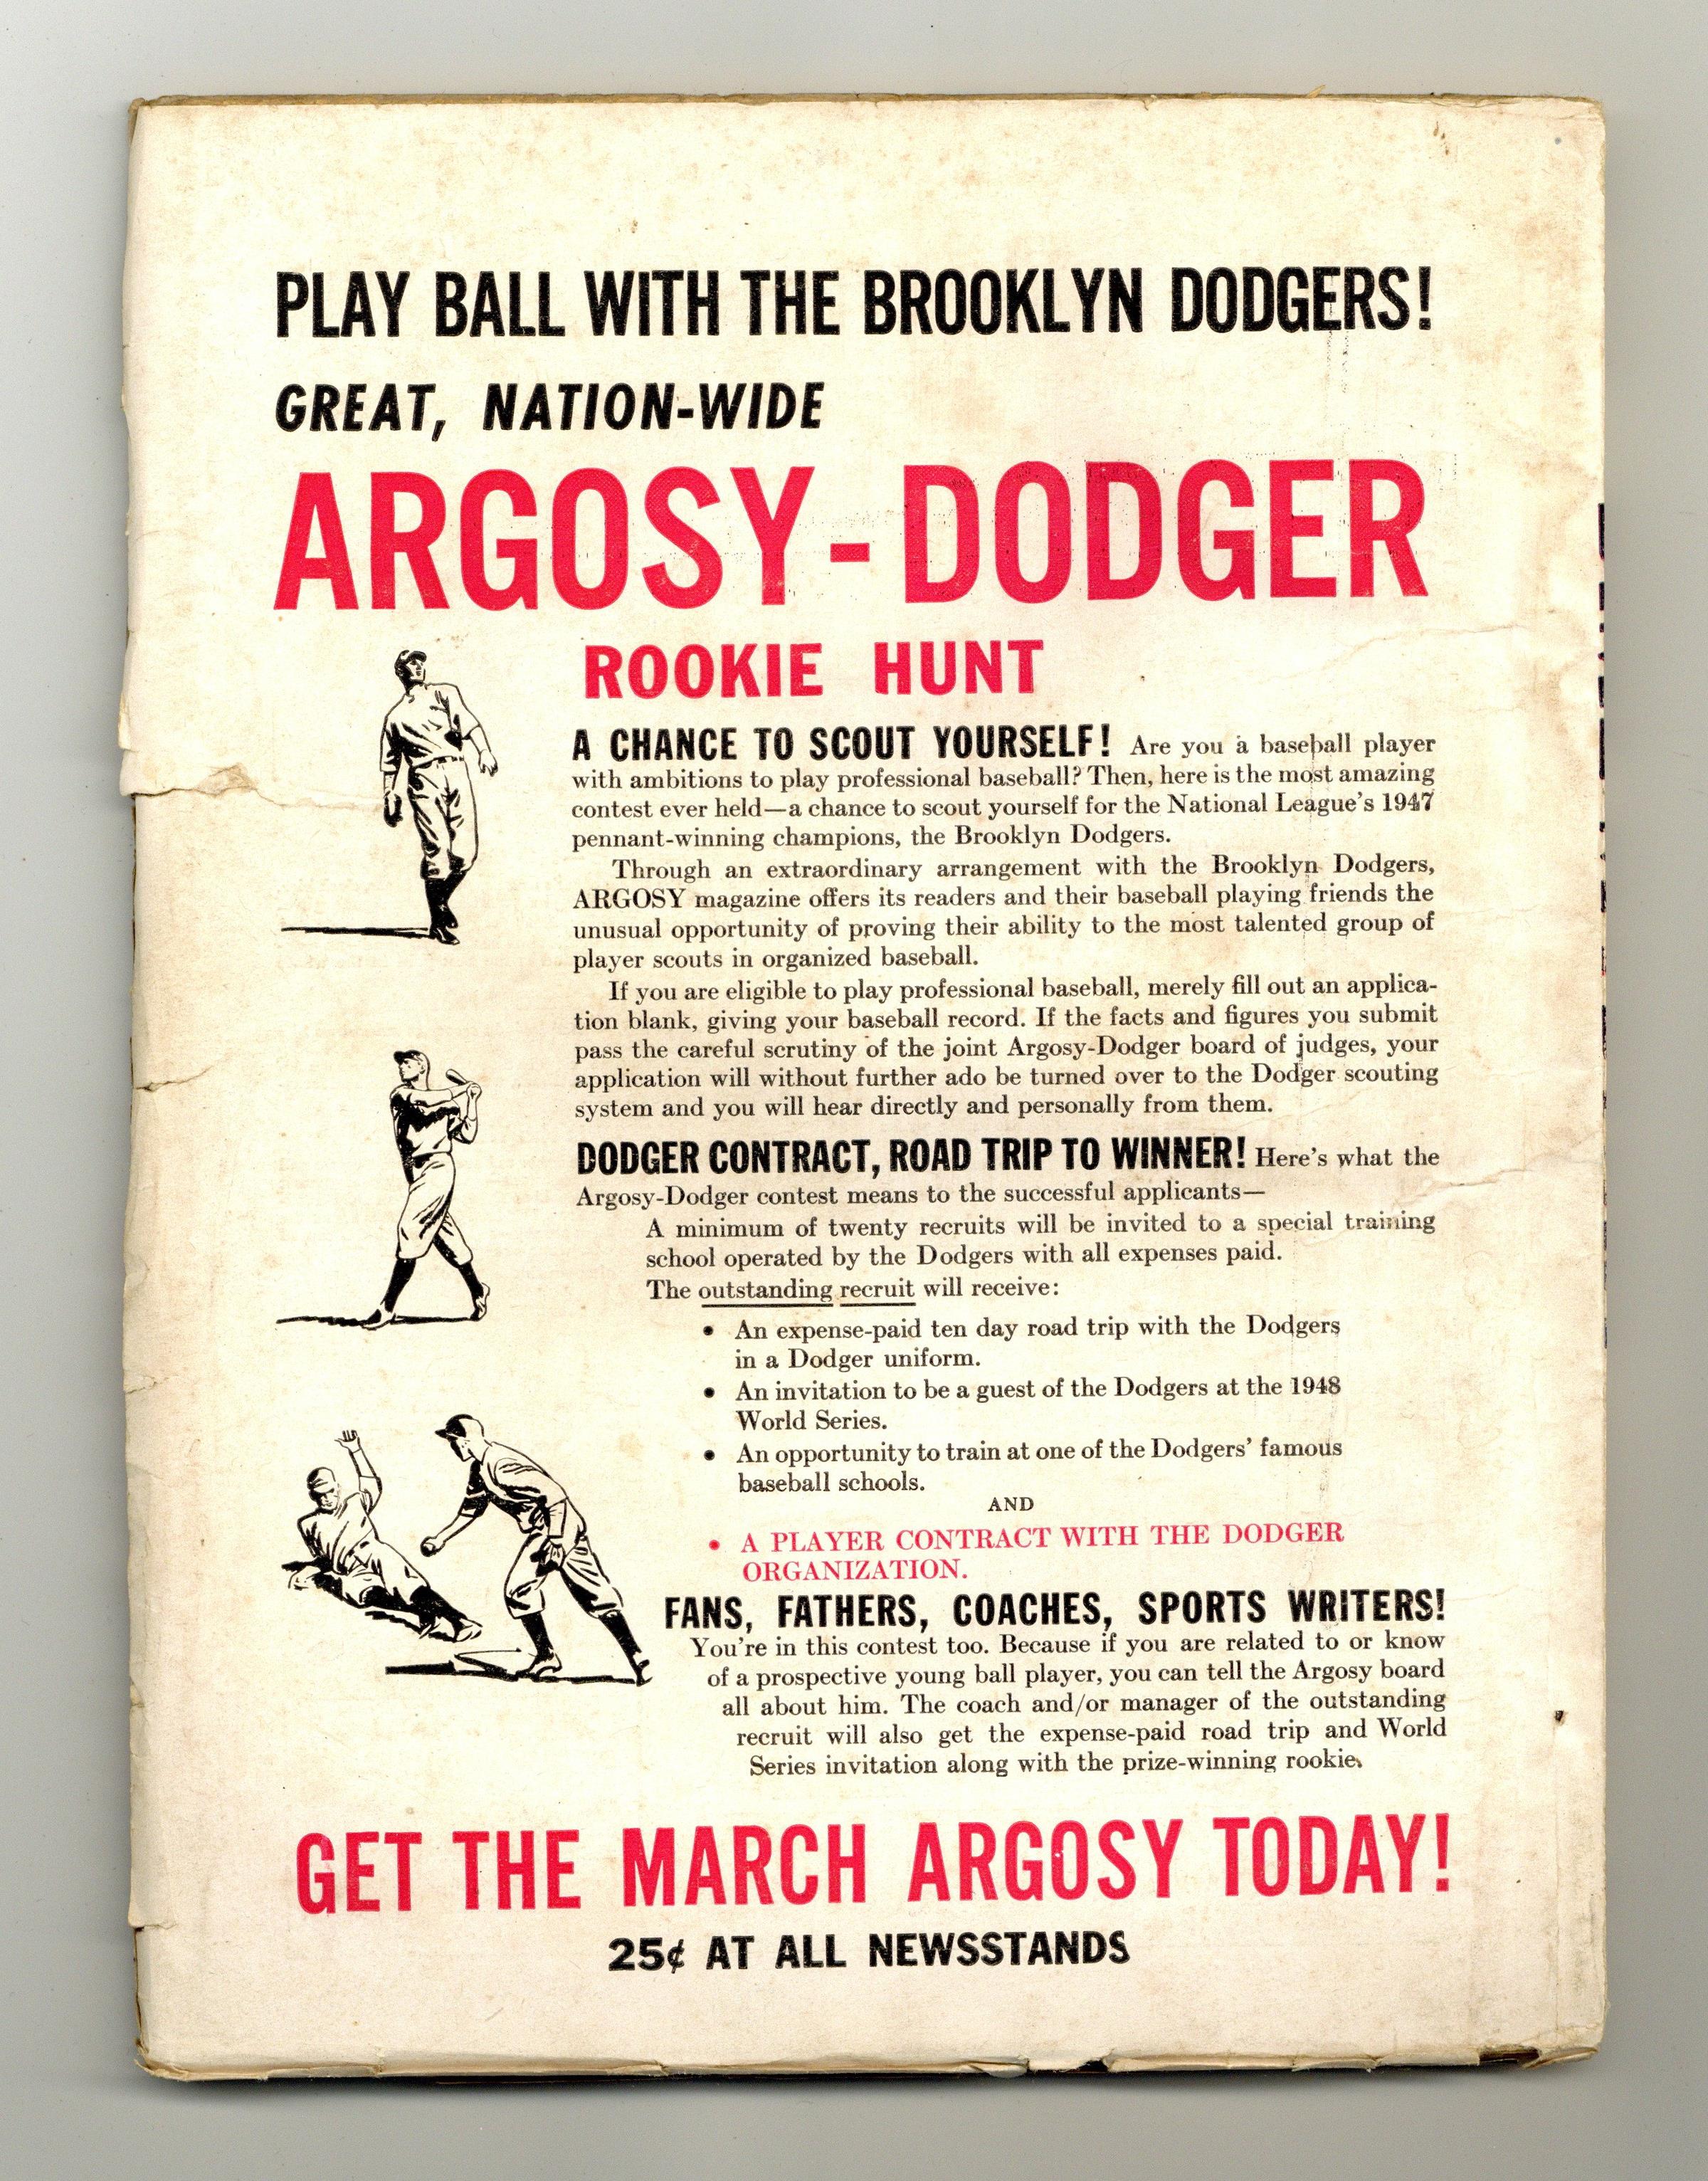 PLAY BALL WITH THE BROOKLYN DODGERS!
GREAT, NATION-WIDE
ARGOSY-DODGER
ROOKIE HUNT
A CHANCE TO SCOUT YOURSELF! Are you a baseball player
with ambitions to play professional baseball? Then, here is the most amazing
contest ever held—a chance to scout yourself for the National League's 1947
pennant-winning champions, the Brooklyn Dodgers.
Through an extraordinary arrangement with the Brooklyn Dodgers,
ARGOSY magazine offers its readers and their baseball playing friends the
unusual opportunity of proving their ability to the most talented group of
player scouts in organized baseball.
If you are eligible to play professional baseball, merely fill out an applica-
tion blank, giving your baseball record. If the facts and figures you submit
pass the careful scrutiny of the joint Argosy-Dodger board of judges, your
application will without further ado be turned over to the Dodger scouting
system and you will hear directly and personally from them.
DODGER CONTRACT, ROAD TRIP TO WINNER! Here's what the
Argosy-Dodger contest means to the successful applicants—
A minimum of twenty recruits will be invited to a special training
school operated by the Dodgers with all expenses paid.
The outstanding recruit will receive:
• An expense-paid ten day road trip with the Dodgers
in a Dodger uniform.
• An invitation to be a guest of the Dodgers at the 1948
World Series.
• An opportunity to train at one of the Dodgers' famous
baseball schools.
AND
• A PLAYER CONTRACT WITH THE DODGER
ORGANIZATION.
FANS, FATHERS, COACHES, SPORTS WRITERS!
You're in this contest too. Because if you are related to or know
of a prospective young ball player, you can tell the Argosy board
all about him. The coach and/or manager of the outstanding
recruit will also get the expense-paid road trip and World
Series invitation along with the prize-winning rookie.
GET THE MARCH ARGOSY TODAY!
25¢ AT ALL NEWSSTANDS